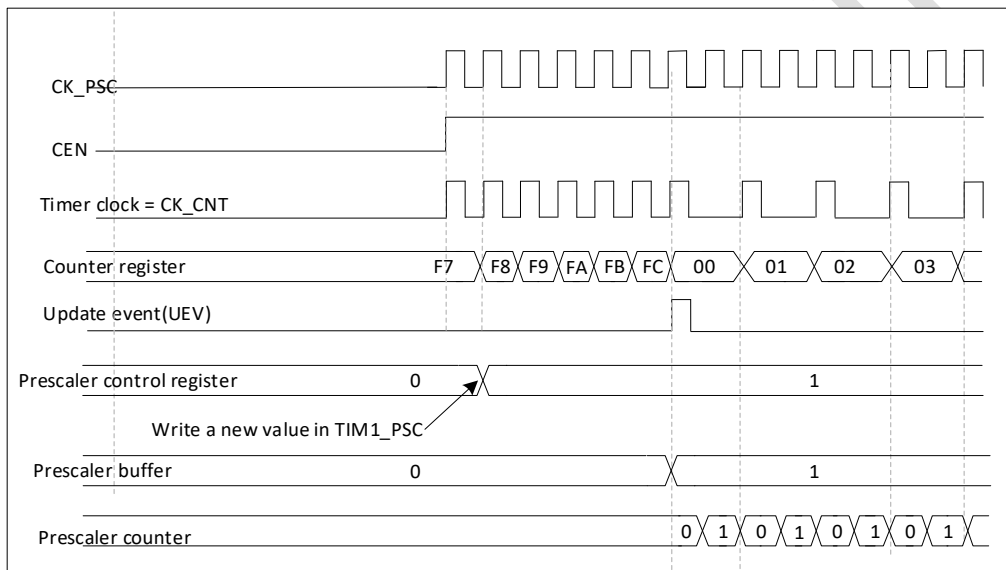 CK_PSC
CEN
Timer clock = CK_CNT
Counter register F7 F8 F9 FA FB FC 00 01 02 03
Update event(UEV)
Prescaler control register 0 1
Write a new value in TIM1_PSC
Prescaler buffer 0 1
Prescaler counter 0 1 0 1 0 1 0 1